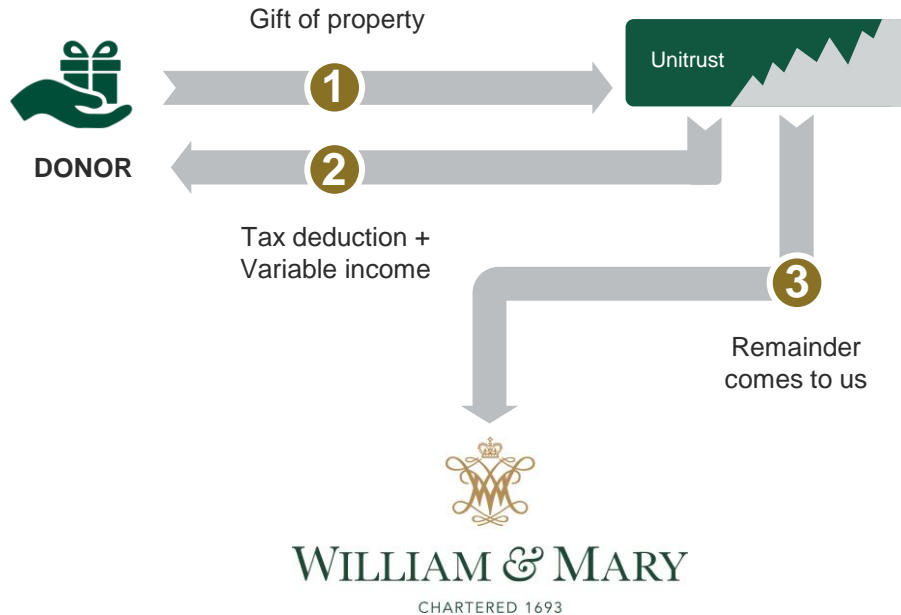 Gift of property
Unitrust
1
DONOR
2
Tax deduction +
Variable income
3
Remainder
comes to us
WILLIAM & MARY
CHARTERED 1693